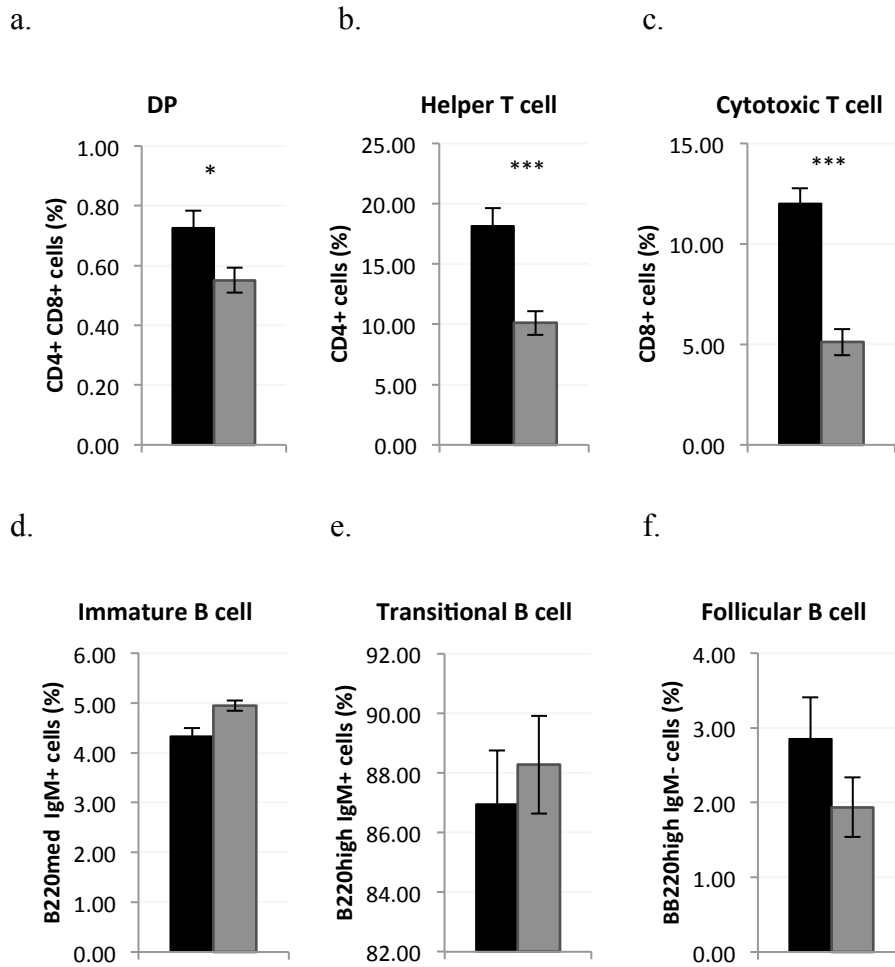 a.
b.
c.
DP
CD4+ CD8+ cells (%)
1.00
0.80
0.60
0.40
0.20
0.00
*
Helper T cell
CD4+ cells (%)
25.00
20.00
15.00
10.00
5.00
0.00
***
Cytotoxic T cell
CD8+ cells (%)
15.00
10.00
5.00
0.00
***
d.
e.
f.
Immature B cell
B220med IgM+ cells (%)
6.00
5.00
4.00
3.00
2.00
1.00
0.00
Transitional B cell
B220high IgM+ cells (%)
92.00
90.00
88.00
86.00
84.00
82.00
Follicular B cell
BB220high IgM- cells (%)
4.00
3.00
2.00
1.00
0.00